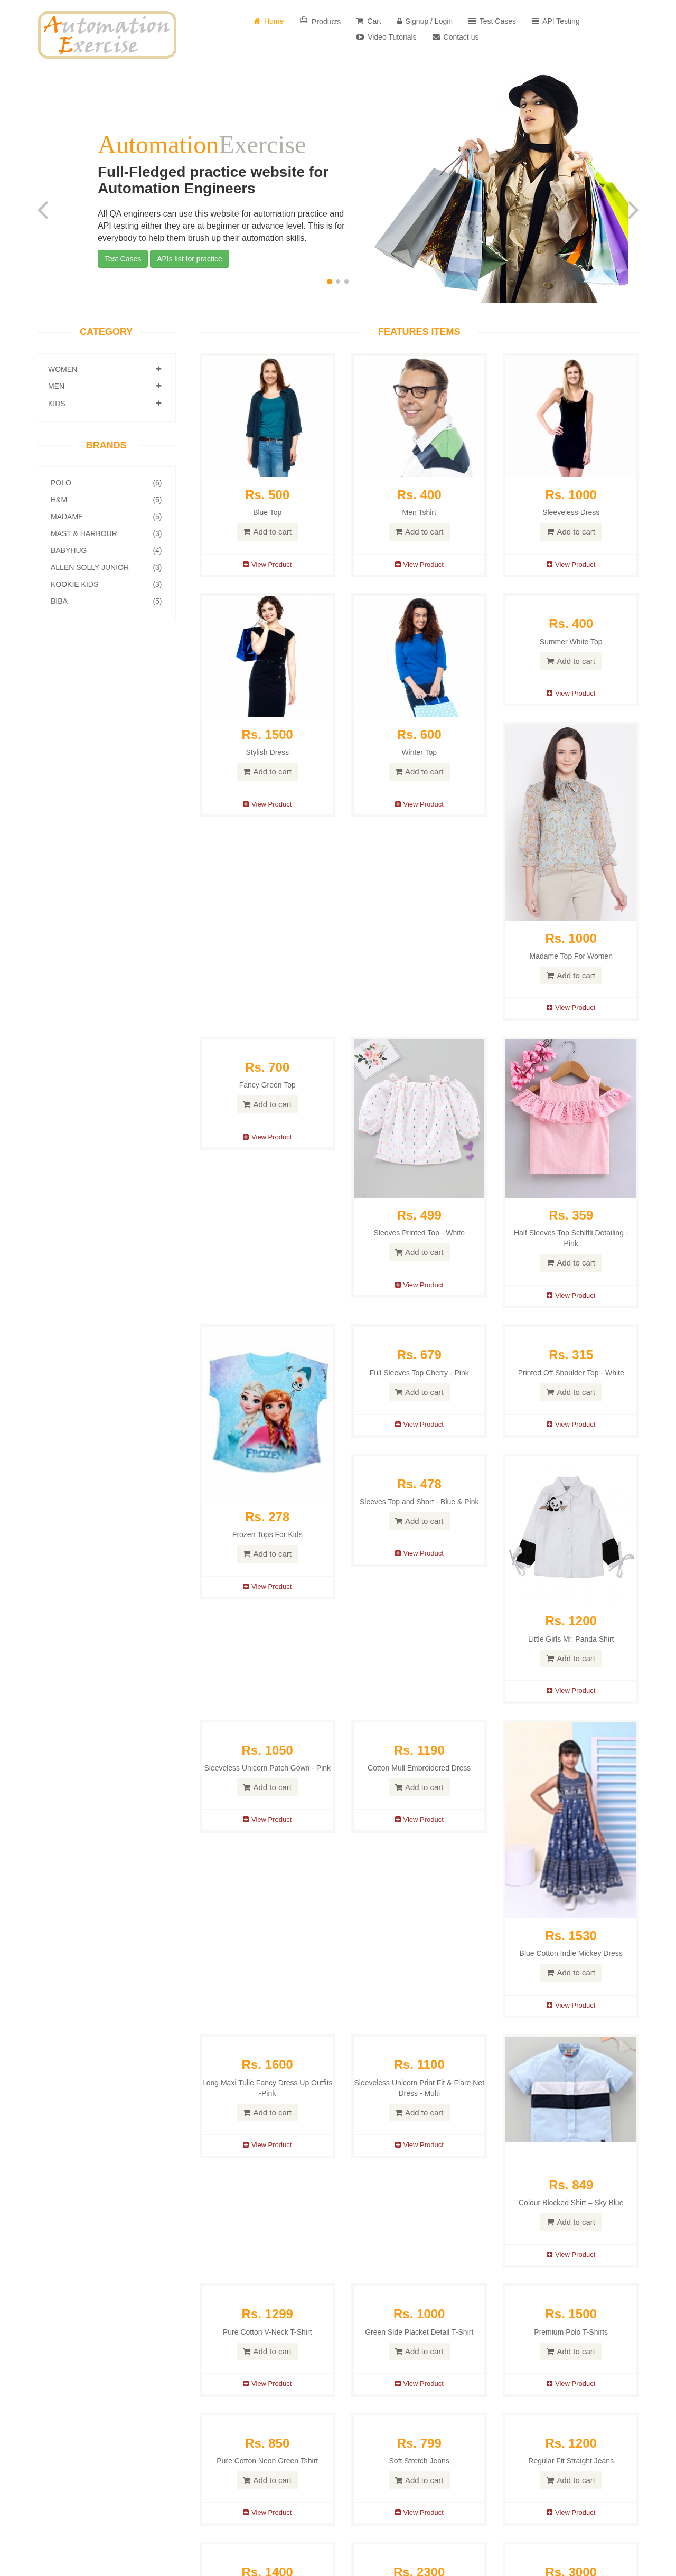 Automation
Exercise
Home
Products
Cart
Signup / Login
Test Cases
API Testing
Video Tutorials
Contact us
AutomationExercise
Full-Fledged practice website for
Automation Engineers
All QA engineers can use this website for automation practice and
API testing either they are at beginner or advance level. This is for
everybody to help them brush up their automation skills.
Test Cases
APIs list for practice
CATEGORY
WOMEN
MEN
KIDS
BRANDS
POLO (6)
H&M (5)
MADAME (5)
MAST & HARBOUR (3)
BABYHUG (4)
ALLEN SOLLY JUNIOR (3)
KOOKIE KIDS (3)
BIBA (5)
FEATURES ITEMS
Rs. 500
Blue Top
Add to cart
View Product
Rs. 400
Men Tshirt
Add to cart
View Product
Rs. 1000
Sleeveless Dress
Add to cart
View Product
Rs. 1500
Stylish Dress
Add to cart
View Product
Rs. 600
Winter Top
Add to cart
View Product
Rs. 400
Summer White Top
Add to cart
View Product
Rs. 1000
Madame Top For Women
Add to cart
View Product
Rs. 700
Fancy Green Top
Add to cart
View Product
Rs. 499
Sleeves Printed Top - White
Add to cart
View Product
Rs. 359
Half Sleeves Top Schiffli Detailing -
Pink
Add to cart
View Product
FROZEN
Rs. 278
Frozen Tops For Kids
Add to cart
View Product
Rs. 679
Full Sleeves Top Cherry - Pink
Add to cart
View Product
Rs. 315
Printed Off Shoulder Top - White
Add to cart
View Product
Rs. 478
Sleeves Top and Short - Blue & Pink
Add to cart
View Product
Rs. 1200
Little Girls Mr. Panda Shirt
Add to cart
View Product
Rs. 1050
Sleeveless Unicorn Patch Gown - Pink
Add to cart
View Product
Rs. 1190
Cotton Mull Embroidered Dress
Add to cart
View Product
Rs. 1530
Blue Cotton Indie Mickey Dress
Add to cart
View Product
Rs. 1600
Long Maxi Tulle Fancy Dress Up Outfits
-Pink
Add to cart
View Product
Rs. 1100
Sleeveless Unicorn Print Fit & Flare Net
Dress - Multi
Add to cart
View Product
Rs. 849
Colour Blocked Shirt – Sky Blue
Add to cart
View Product
Rs. 1299
Pure Cotton V-Neck T-Shirt
Add to cart
View Product
Rs. 1000
Green Side Placket Detail T-Shirt
Add to cart
View Product
Rs. 1500
Premium Polo T-Shirts
Add to cart
View Product
Rs. 850
Pure Cotton Neon Green Tshirt
Add to cart
View Product
Rs. 799
Soft Stretch Jeans
Add to cart
View Product
Rs. 1200
Regular Fit Straight Jeans
Add to cart
View Product
Rs. 1400
Rs. 2300
Rs. 3000